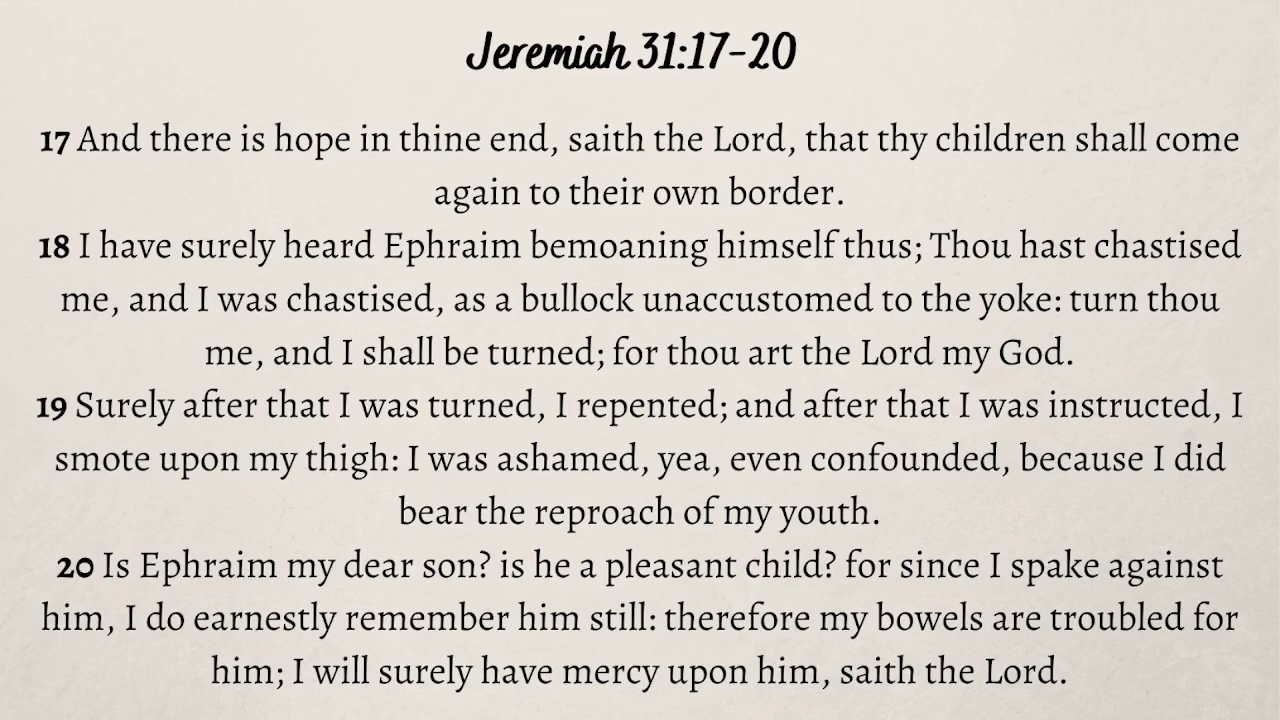 Jeremiah 31:17-20
17 And there is hope in thine end, saith the Lord, that thy children shall come
again to their own border.
18 I have surely heard Ephraim bemoaning himself thus; Thou hast chastised
me, and I was chastised, as a bullock unaccustomed to the yoke: turn thou
me, and I shall be turned; for thou art the Lord my God.
19 Surely after that I was turned, I repented; and after that I was instructed, I
smote upon my thigh: I was ashamed, yea, even confounded, because I did
bear the reproach of my youth.
20 Is Ephraim my dear son? is he a pleasant child? for since I spake against
him, I do earnestly remember him still: therefore my bowels are troubled for
him; I will surely have mercy upon him, saith the Lord.